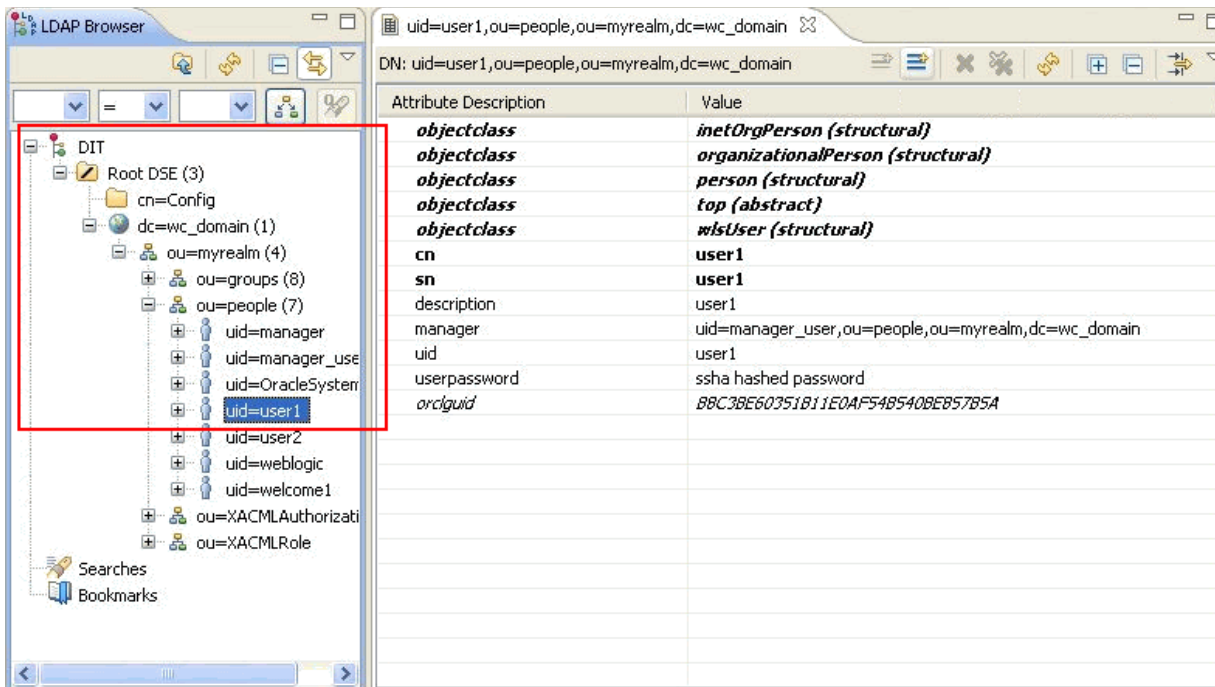 LDAP Browser
=
DIT
Root DSE (3)
cn=Config
dc=wc_domain (1)
ou=myrealm (4)
ou=groups (8)
ou=people (7)
uid=manager
uid=manager_use
uid=OracleSystem
uid=user1
uid=user2
uid=weblogic
uid=welcome1
ou=XACMLAuthorizati
ou=XACMLRole
Searches
Bookmarks
uid=user1,ou=people,ou=myrealm,dc=wc_domain
DN: uid=user1,ou=people,ou=myrealm,dc=wc_domain
Attribute Description Value
objectclass inetOrgPerson (structural)
objectclass organizationalPerson (structural)
objectclass person (structural)
objectclass top (abstract)
objectclass wlsUser (structural)
cn user1
sn user1
description user1
manager uid=manager_user,ou=people,ou=myrealm,dc=wc_domain
uid user1
userpassword ssha hashed password
orclguid